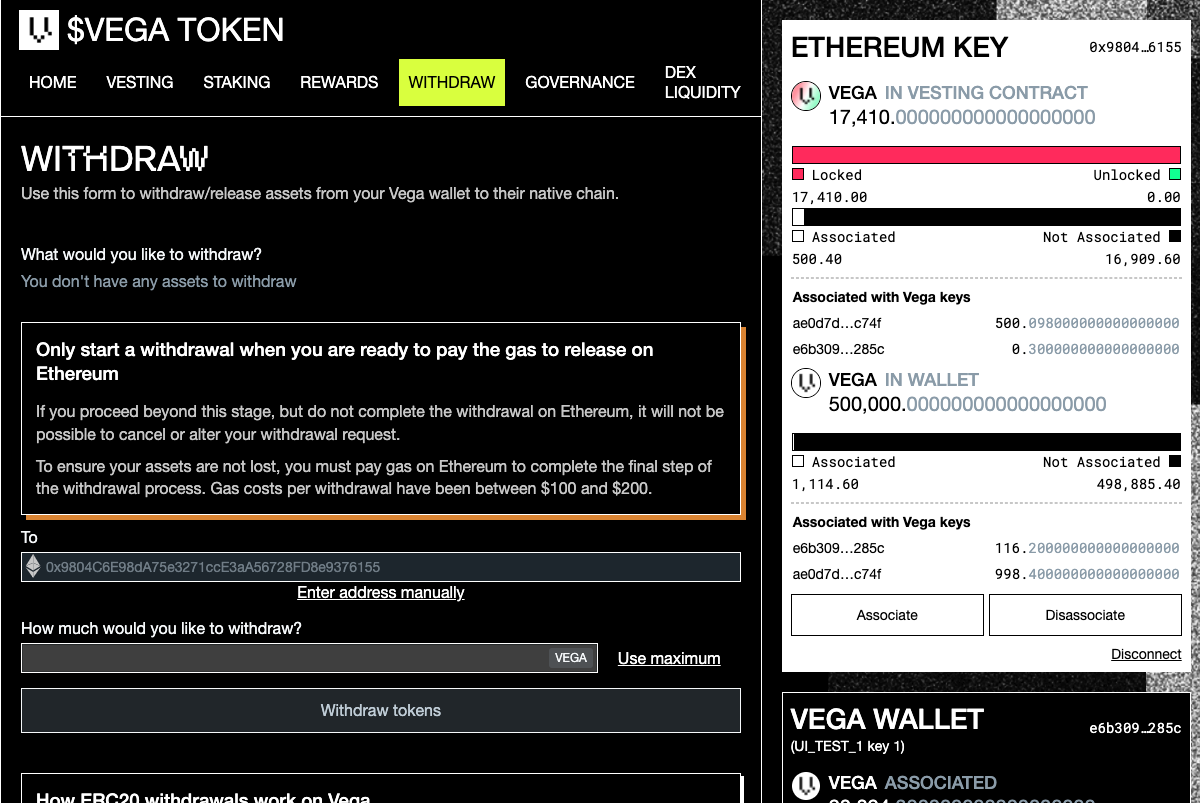 $VEGA TOKEN
HOME VESTING STAKING REWARDS WITHDRAW GOVERNANCE DEX LIQUIDITY
WITHDRAW
Use this form to withdraw/release assets from your Vega wallet to their native chain.
What would you like to withdraw?
You don't have any assets to withdraw
Only start a withdrawal when you are ready to pay the gas to release on
Ethereum
If you proceed beyond this stage, but do not complete the withdrawal on Ethereum, it will not be
possible to cancel or alter your withdrawal request.
To ensure your assets are not lost, you must pay gas on Ethereum to complete the final step of
the withdrawal process. Gas costs per withdrawal have been between $100 and $200.
To
0x9804C6E98dA75e3271ccE3aA56728FD8e9376155
Enter address manually
How much would you like to withdraw?
VEGA Use maximum
Withdraw tokens
How ERC20 withdrawals work on Vega
ETHEREUM KEY 0x9804…6155
VEGA IN VESTING CONTRACT
17,410.000000000000000000
Locked Unlocked
17,410.00 0.00
Associated Not Associated
500.40 16,909.60
Associated with Vega keys
ae0d7d…c74f 500.098000000000000000
e6b309…285c 0.300000000000000000
VEGA IN WALLET
500,000.000000000000000000
Associated Not Associated
1,114.60 498,885.40
Associated with Vega keys
e6b309…285c 116.200000000000000000
ae0d7d…c74f 998.400000000000000000
Associate Disassociate
Disconnect
VEGA WALLET e6b309…285c
(UI_TEST_1 key 1)
VEGA ASSOCIATED